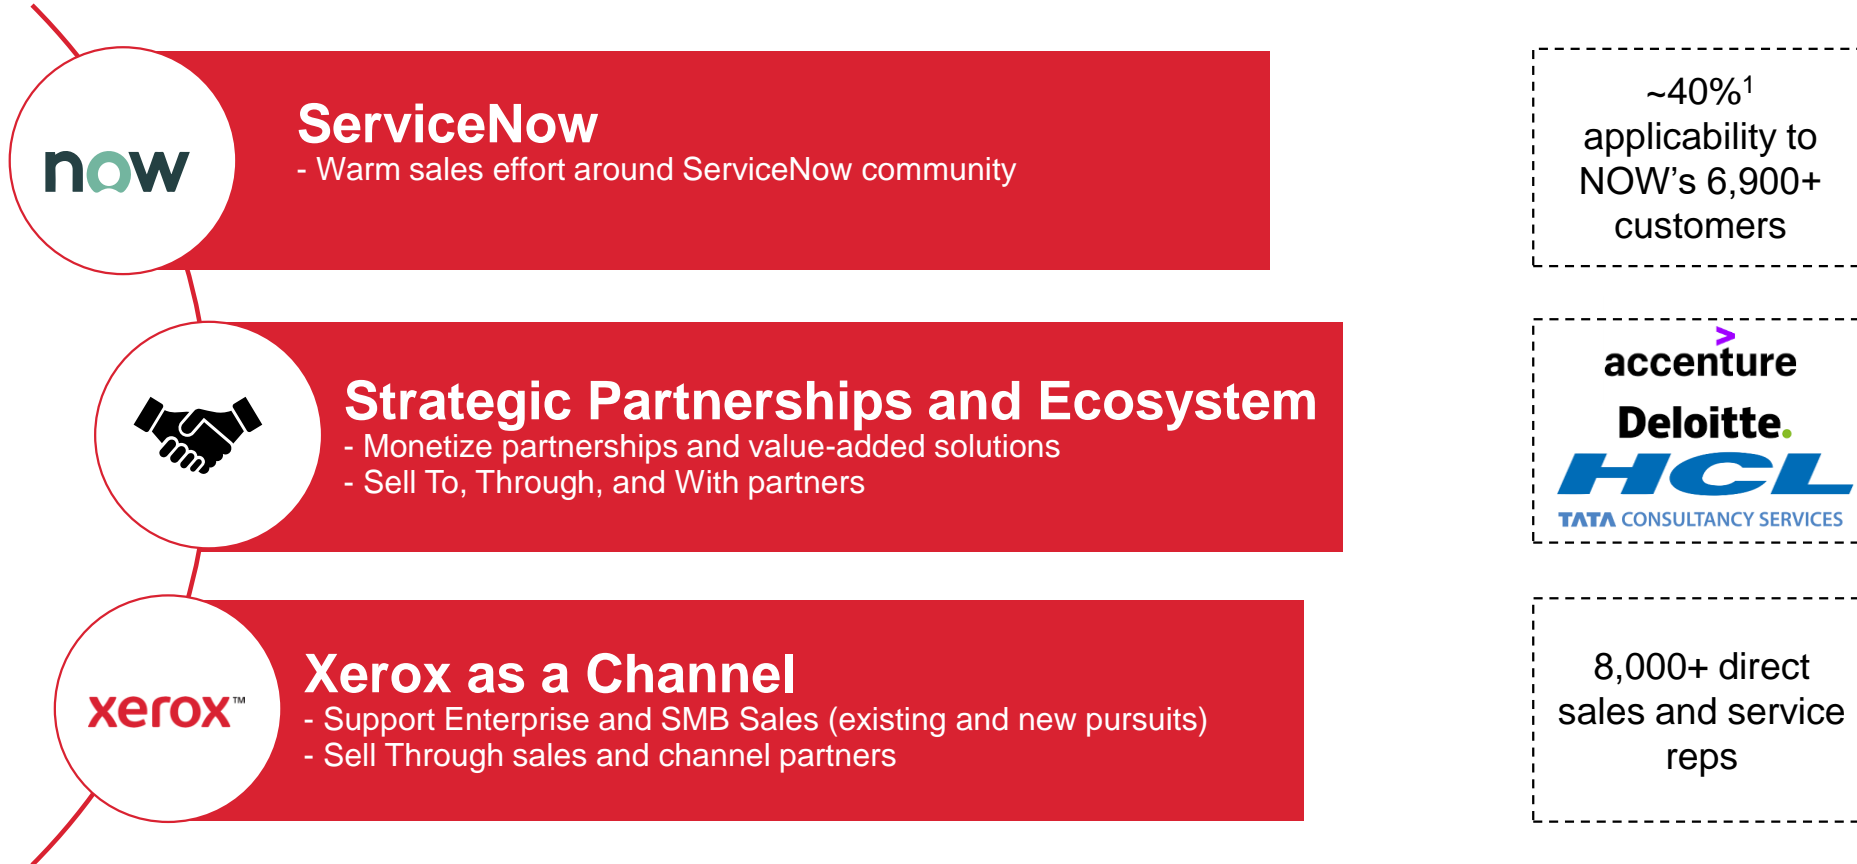 now
ServiceNow
- Warm sales effort around ServiceNow community
~40%¹
applicability to
NOW’s 6,900+
customers
Strategic Partnerships and Ecosystem
- Monetize partnerships and value-added solutions
- Sell To, Through, and With partners
>
accenture
Deloitte.
HCL
TATA CONSULTANCY SERVICES
xerox™
Xerox as a Channel
- Support Enterprise and SMB Sales (existing and new pursuits)
- Sell Through sales and channel partners
8,000+ direct
sales and service
reps